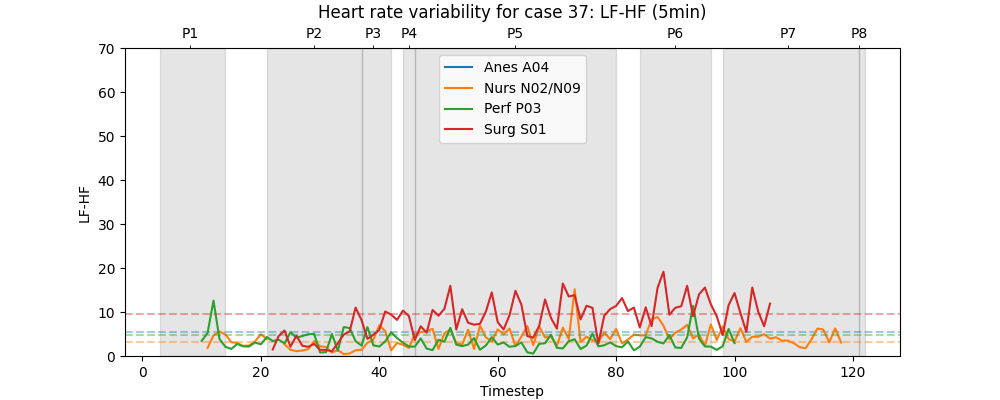 Heart rate variability for case 37: LF-HF (5min)
P1 P2 P3 P4 P5 P6 P7 P8
70
60
50
40
30
20
10
0
LF-HF
Anes A04
Nurs N02/N09
Perf P03
Surg S01
0 20 40 60 80 100 120
Timestep